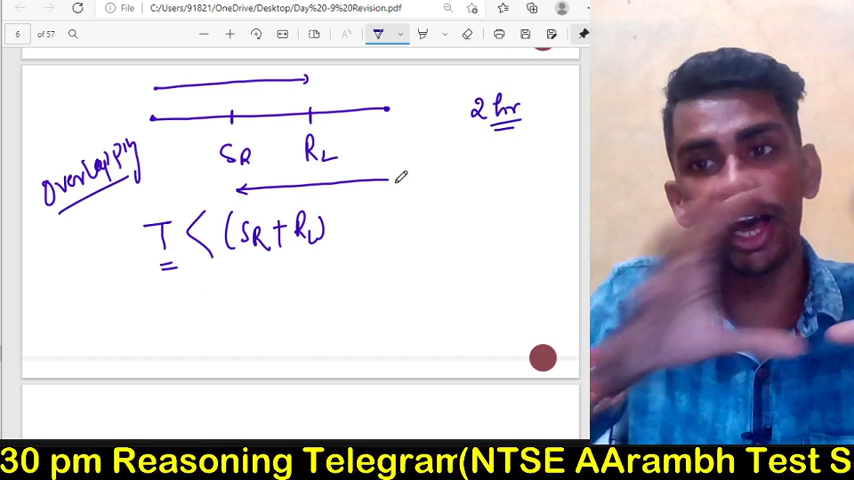 File C:/Users/91821/OneDrive/Desktop/Day%20-9%20Revision.pdf
6 of 57
2 hr
SR RL
Overlapping
T < (SR + RL)
30 pm Reasoning Telegram(NTSE AArambh Test S